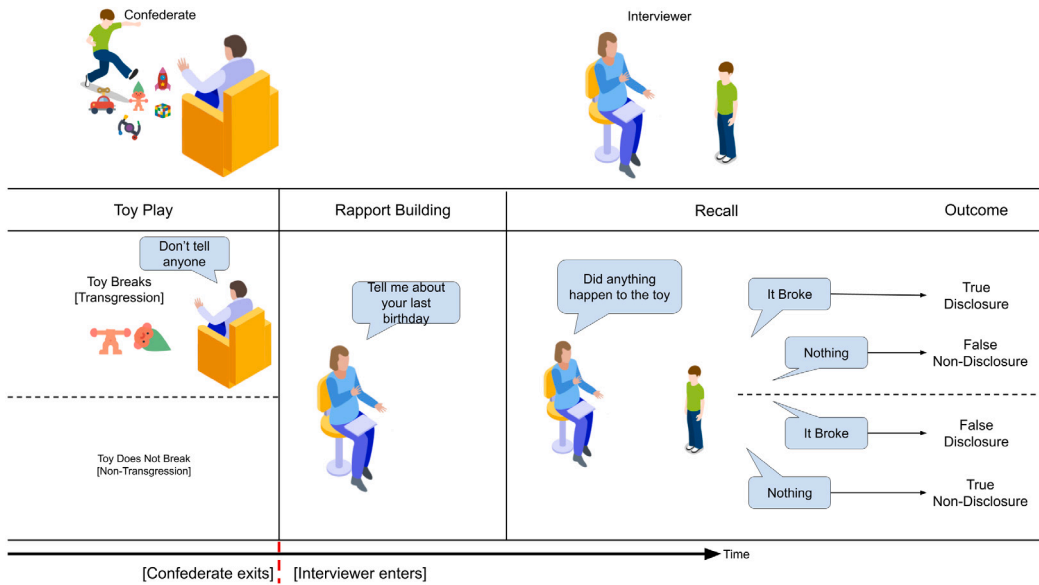 Confederate
Interviewer
Toy Play
Rapport Building
Recall
Outcome
Don't tell
anyone
Toy Breaks
[Transgression]
Tell me about
your last
birthday
Did anything
happen to the toy
It Broke
True
Disclosure
Nothing
False
Non-Disclosure
It Broke
False
Disclosure
Toy Does Not Break
[Non-Transgression]
Nothing
True
Non-Disclosure
Time
[Confederate exits]
[Interviewer enters]